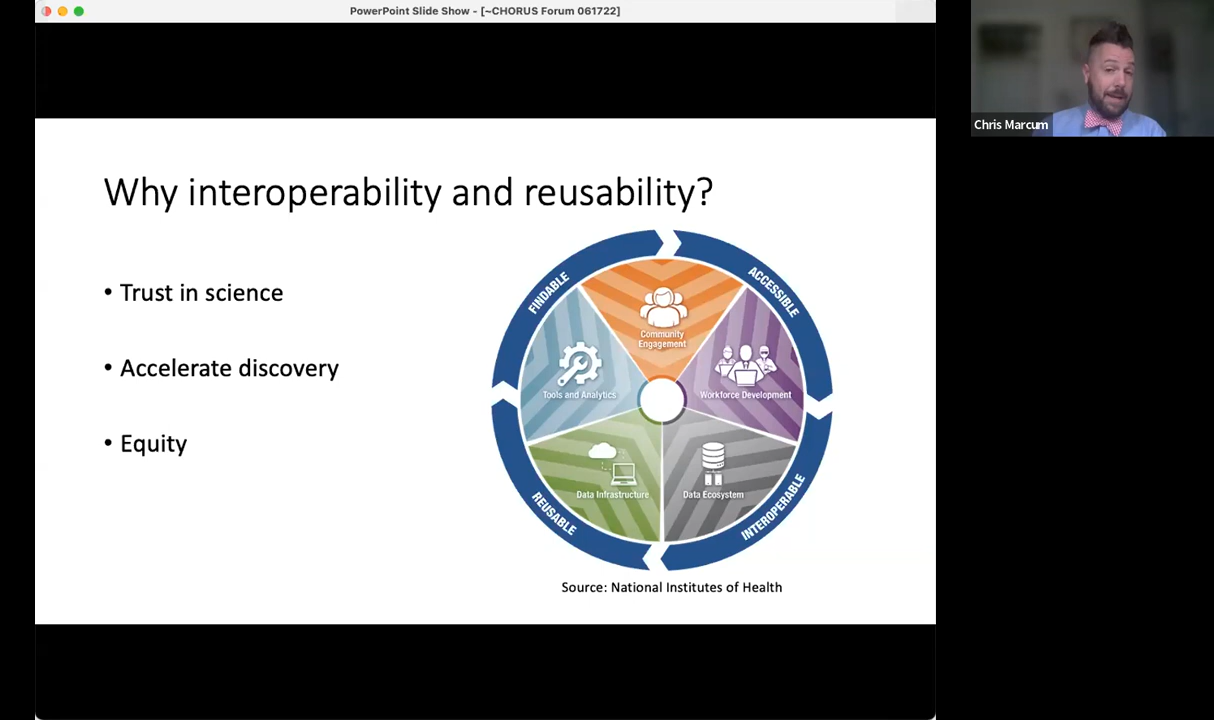 PowerPoint Slide Show - [~CHORUS Forum 061722]
Chris Marcum
Why interoperability and reusability?
• Trust in science
• Accelerate discovery
• Equity
FINDABLE
ACCESSIBLE
Community
Engagement
Tools and Analytics
Workforce Development
Data Infrastructure
Data Ecosystem
REUSABLE
INTEROPERABLE
Source: National Institutes of Health